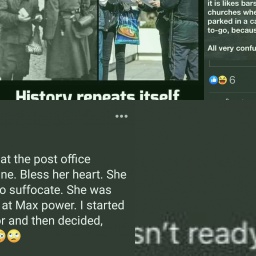 it is likes bars
churches whe
parked in a ca
to-go, becaus
All very confu
6
History repeats itself
at the post office
ne. Bless her heart. She
o suffocate. She was
at Max power. I started
or and then decided,
sn't ready